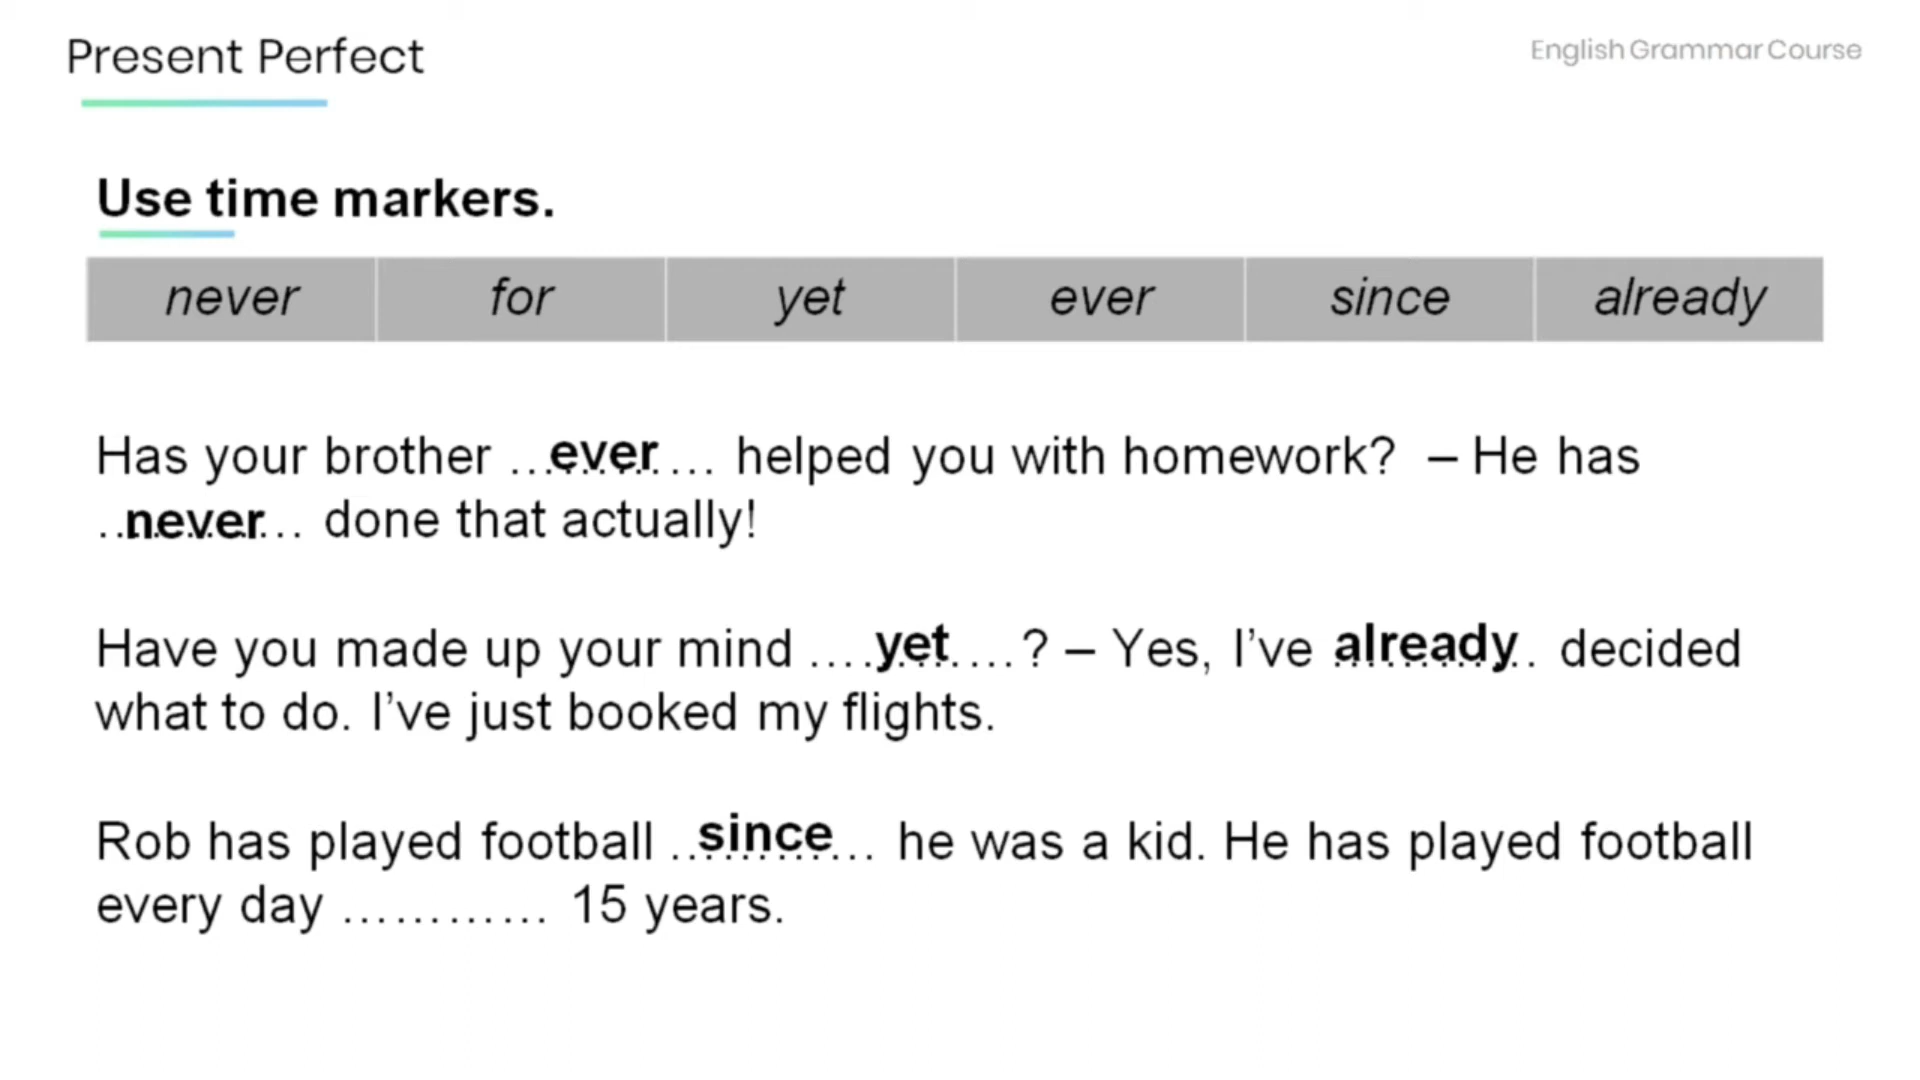 Present Perfect
English Grammar Course
Use time markers.
never for yet ever since already
Has your brother …ever… helped you with homework? – He has
..never… done that actually!
Have you made up your mind ….yet….? – Yes, I’ve already.. decided
what to do. I’ve just booked my flights.
Rob has played football ..since… he was a kid. He has played football
every day ………… 15 years.